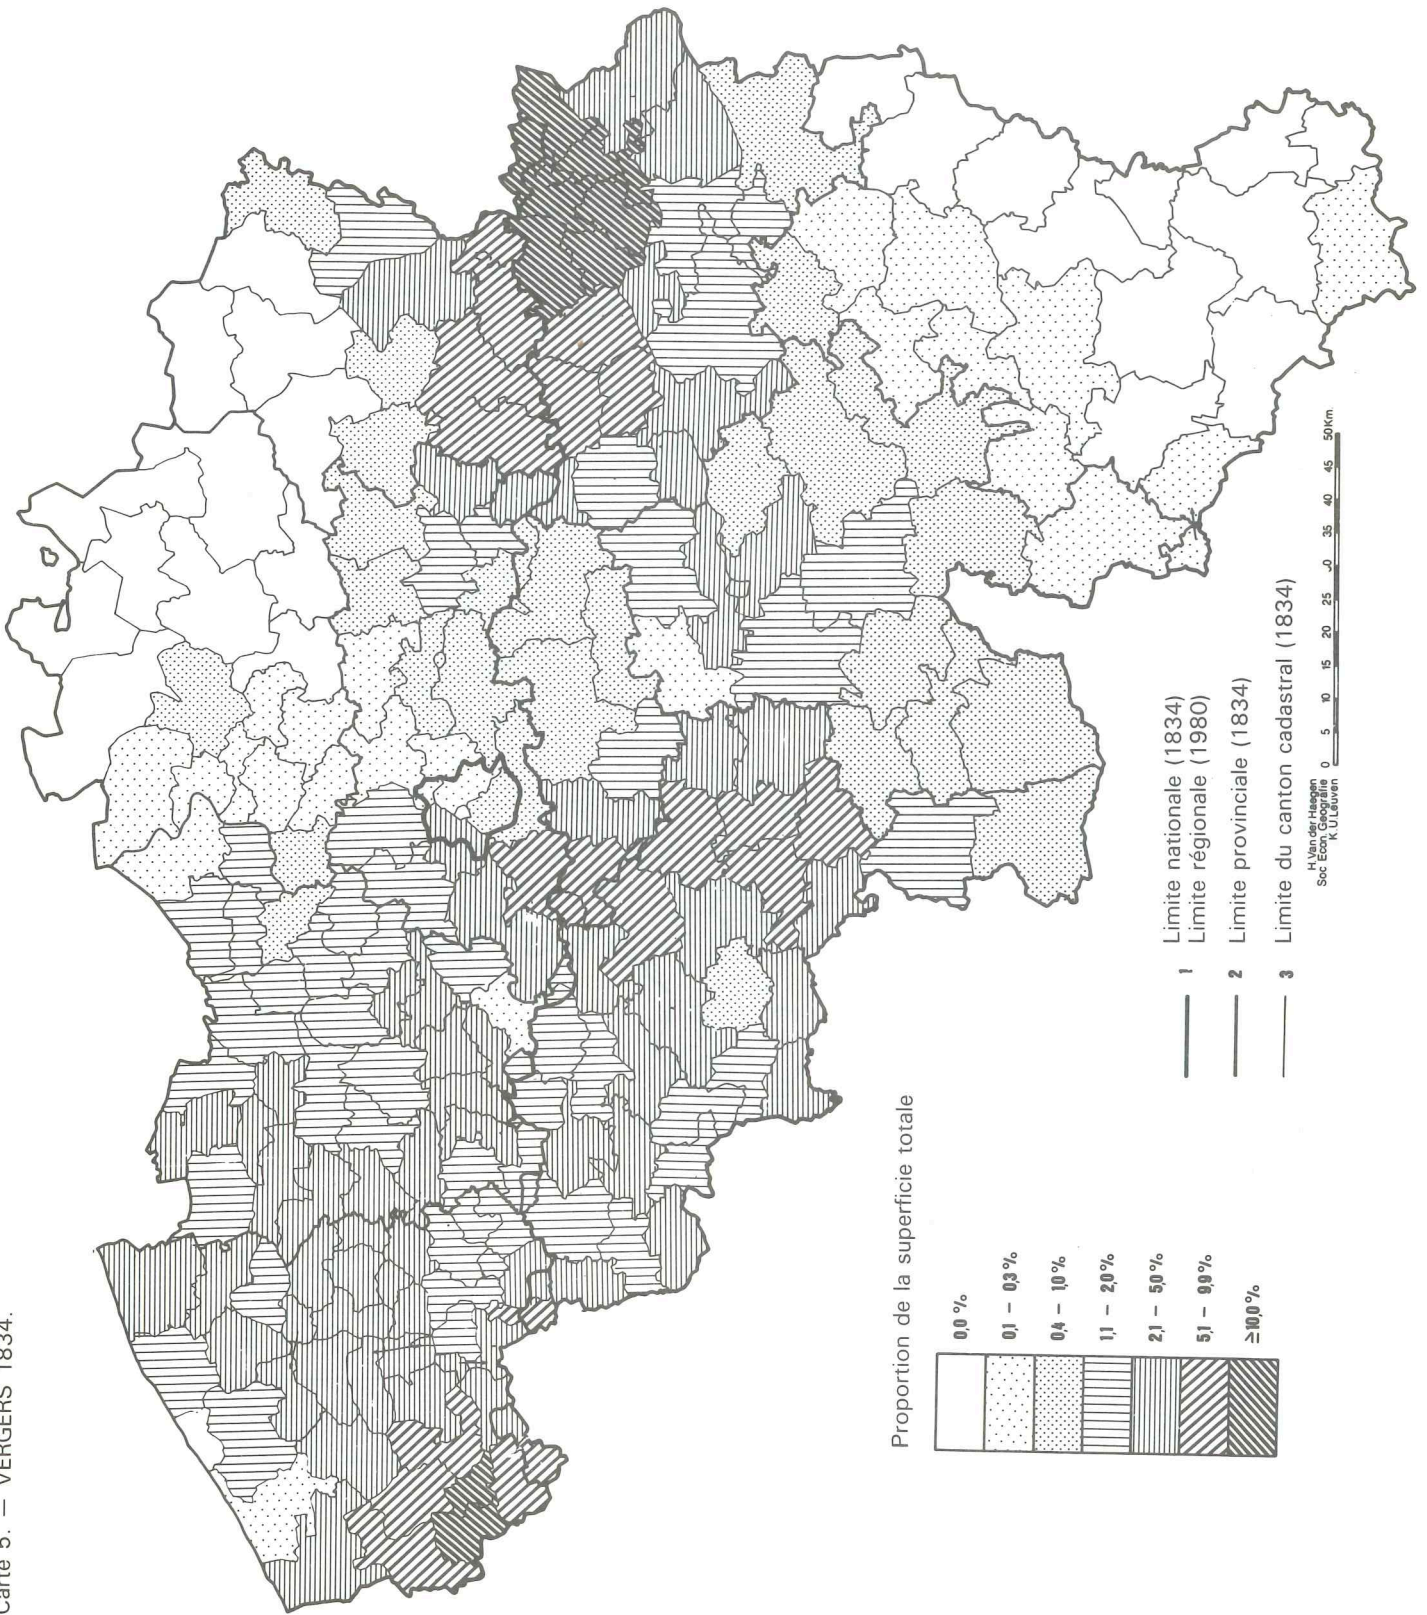 Carte 5. — VERGERS 1834.
Proportion de la superficie totale
0,0 %
0,1 – 0,3%
0,4 – 1,0%
1,1 – 2,0%
2,1 – 5,0%
5,1 – 9,9%
≥10,0%
1 Limite nationale (1834)
Limite régionale (1980)
2 Limite provinciale (1834)
3 Limite du canton cadastral (1834)
H.Van der Haegen
Soc Econ. Geografie
K.U.Leuven
0 5 10 15 20 25 30 35 40 45 50Km